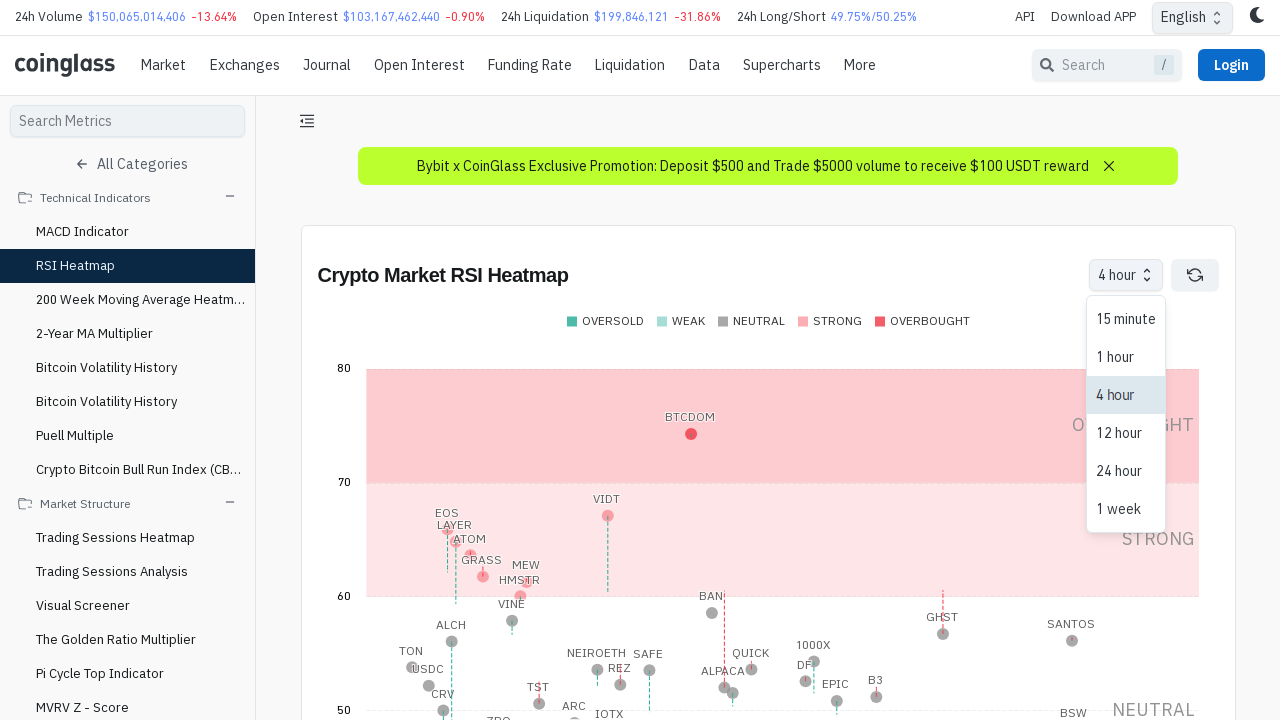 24h Volume $150,065,014,406 -13.64% Open Interest $103,167,462,440 -0.90% 24h Liquidation $199,846,121 -31.86% 24h Long/Short 49.75%/50.25% API Download APP English
coinglass Market Exchanges Journal Open Interest Funding Rate Liquidation Data Supercharts More Search / Login
Search Metrics
All Categories
Technical Indicators
MACD Indicator
RSI Heatmap
200 Week Moving Average Heatm...
2-Year MA Multiplier
Bitcoin Volatility History
Bitcoin Volatility History
Puell Multiple
Crypto Bitcoin Bull Run Index (CB...
Market Structure
Trading Sessions Heatmap
Trading Sessions Analysis
Visual Screener
The Golden Ratio Multiplier
Pi Cycle Top Indicator
MVRV Z - Score
Bybit x CoinGlass Exclusive Promotion: Deposit $500 and Trade $5000 volume to receive $100 USDT reward
Crypto Market RSI Heatmap
4 hour
15 minute
1 hour
4 hour
12 hour
24 hour
1 week
OVERSOLD WEAK NEUTRAL STRONG OVERBOUGHT
80
BTCDOM
70
VIDT
EOS
LAYER
ATOM
STRONG
GRASS
MEW
HMSTR
60
BAN
VINE
GHST
ALCH
SANTOS
1000X
TON
NEIROETH
SAFE
QUICK
USDC
REZ
DF
ALPACA
B3
EPIC
TST
CRV
ARC
50
IOTX
BSW
NEUTRAL
ZRO